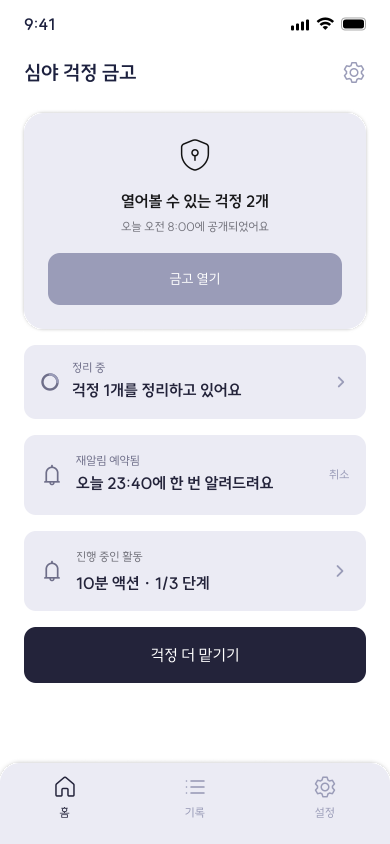 9:41
심야 걱정 금고
열어볼 수 있는 걱정 2개
오늘 오전 8:00에 공개되었어요
금고 열기
정리 중
걱정 1개를 정리하고 있어요
재알림 예약됨
오늘 23:40에 한 번 알려드려요
취소
진행 중인 활동
10분 액션 · 1/3 단계
걱정 더 맡기기
홈
기록
설정